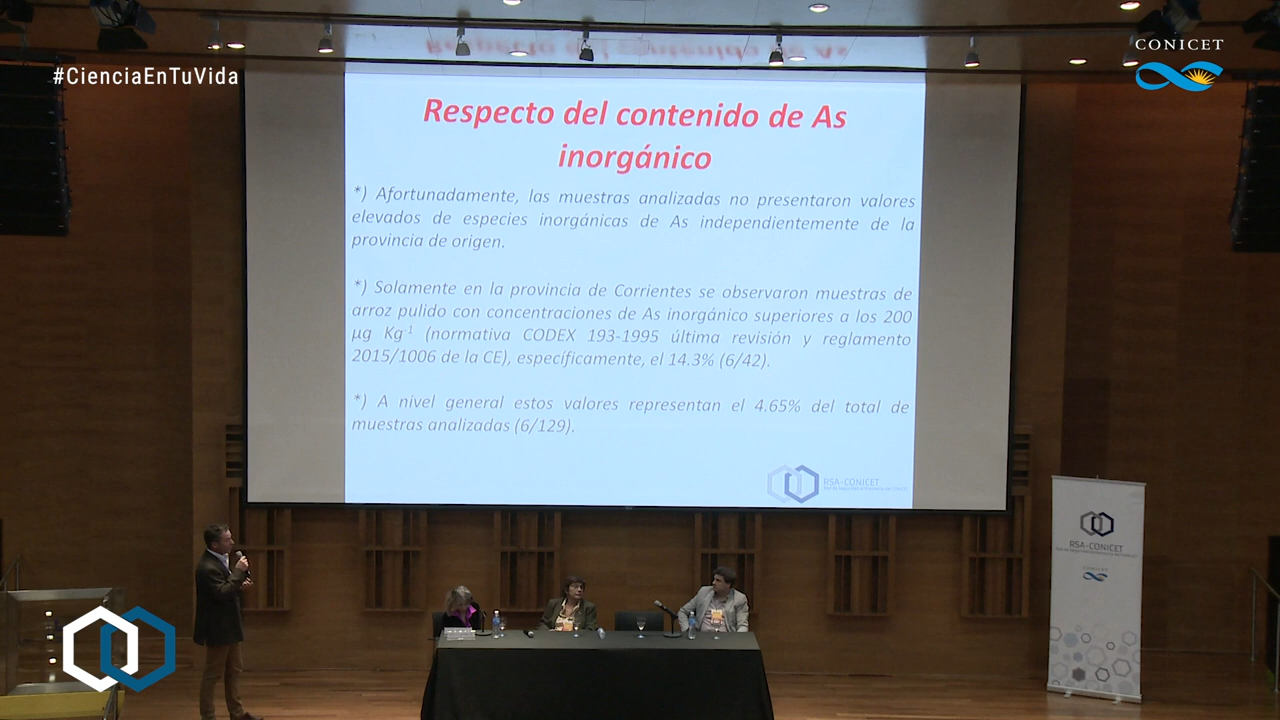 #CienciaEnTuVida
CONICET
Respecto del contenido de As
inorgánico
*) Afortunadamente, las muestras analizadas no presentaron valores
elevados de especies inorgánicas de As independientemente de la
provincia de origen.
*) Solamente en la provincia de Corrientes se observaron muestras de
arroz pulido con concentraciones de As inorgánico superiores a los 200
µg Kg⁻¹ (normativa CODEX 193-1995 última revisión y reglamento
2015/1006 de la CE), específicamente, el 14.3% (6/42).
*) A nivel general estos valores representan el 4.65% del total de
muestras analizadas (6/129).
RSA-CONICET
RSA-CONICET
CONICET